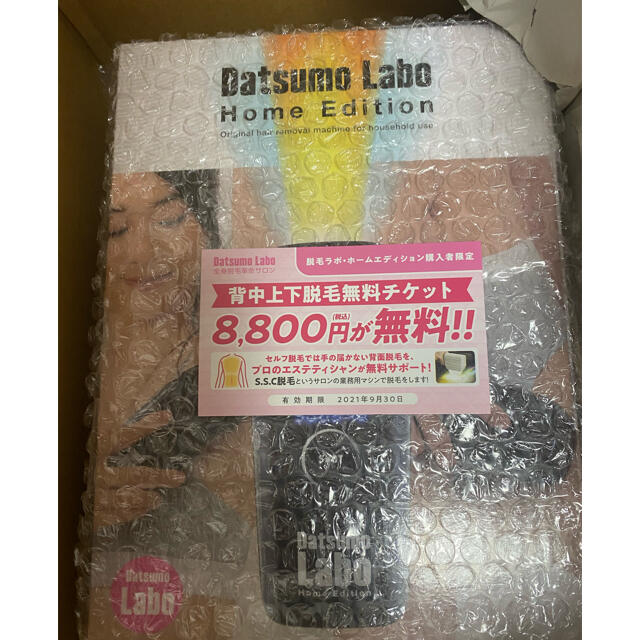 Datsumo Labo
Home Edition
Original hair removal machine for household use
Datsumo Labo
全身脱毛革命サロン
脱毛ラボ・ホームエディション購入者限定
背中上下脱毛無料チケット
8,800円(税込)が無料!!
セルフ脱毛では手の届かない背面脱毛を、
プロのエステティシャンが無料サポート!
S.S.C脱毛というサロンの業務用マシンで脱毛をします!
有効期限 2021年9月30日
Datsumo
Labo
Home Edition
Datsumo
Labo